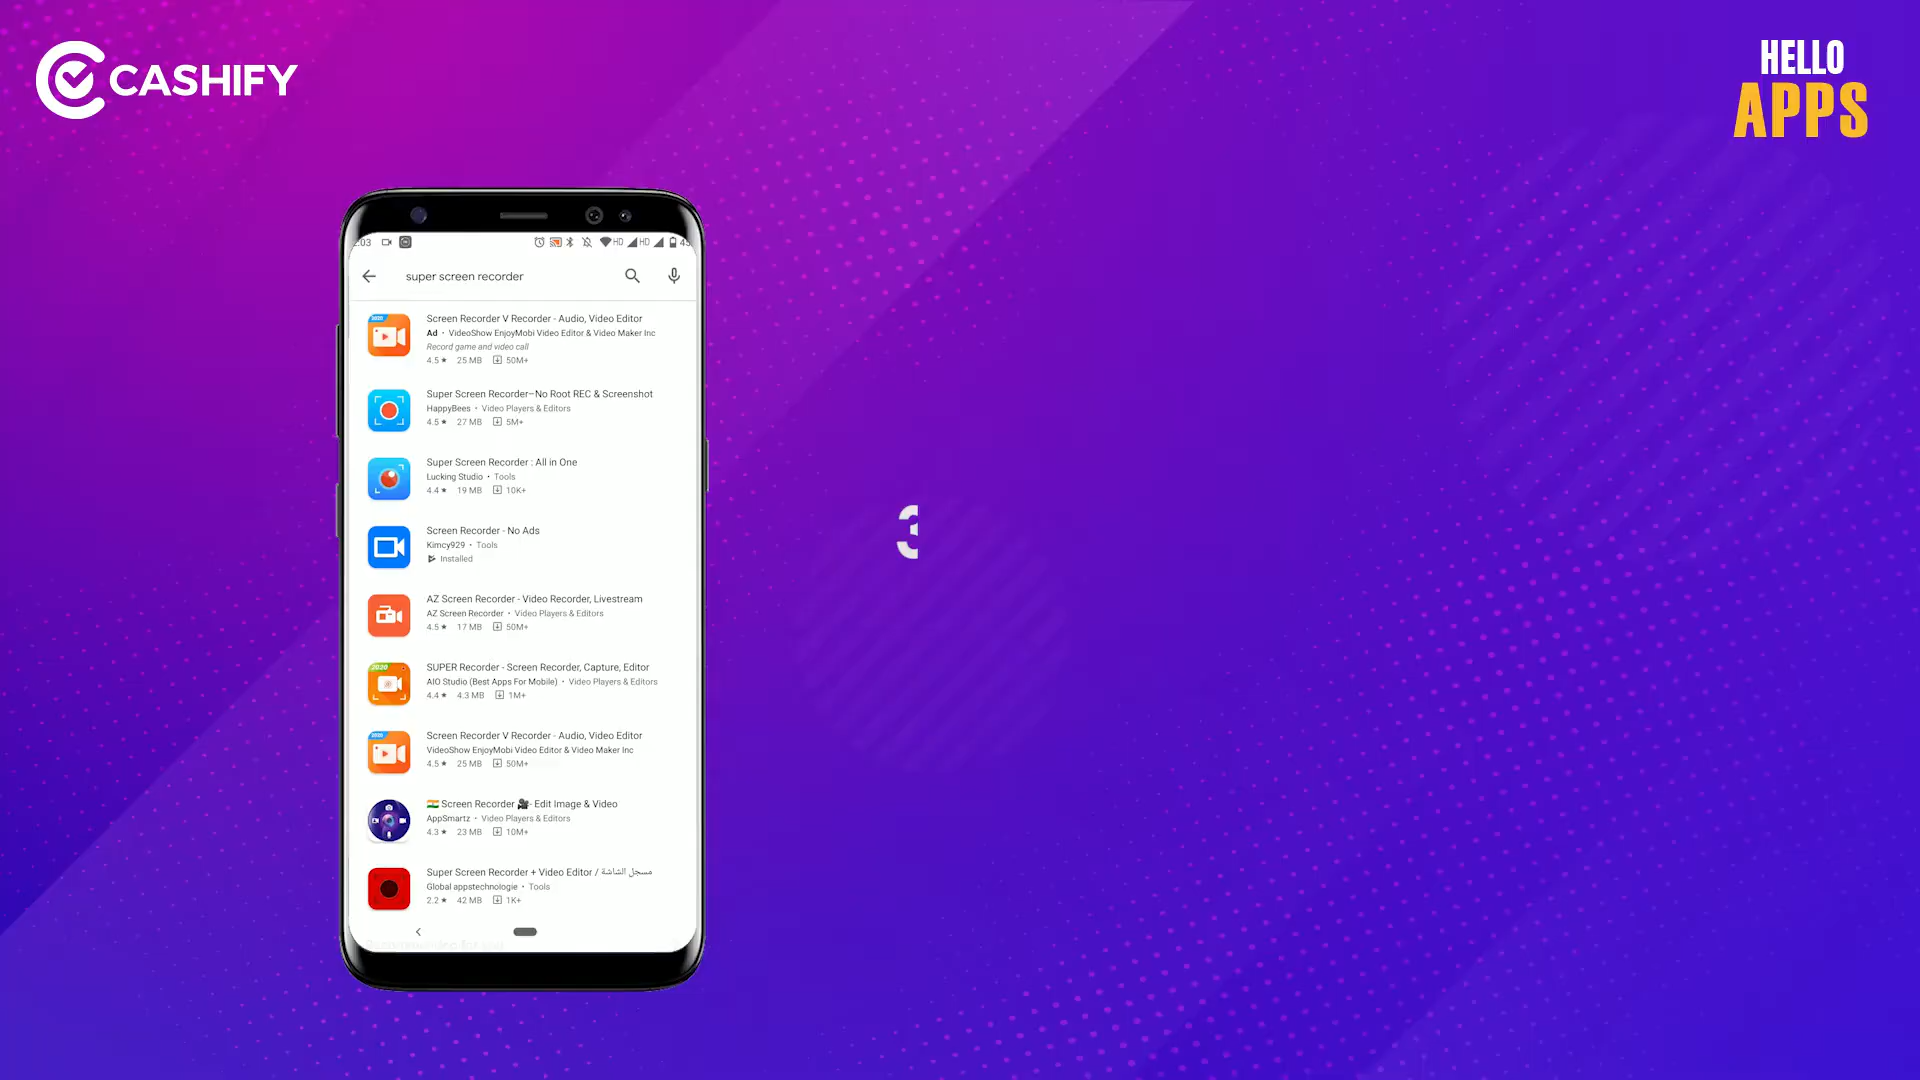 CASHIFY
HELLO
APPS
:03
HD HD 45
super screen recorder
2020
Screen Recorder V Recorder - Audio, Video Editor
Ad • VideoShow EnjoyMobi Video Editor & Video Maker Inc
Record game and video call
4.5 ★ 25 MB 50M+
Super Screen Recorder–No Root REC & Screenshot
HappyBees • Video Players & Editors
4.5 ★ 27 MB 5M+
Super Screen Recorder : All in One
Lucking Studio • Tools
4.4 ★ 19 MB 10K+
Screen Recorder - No Ads
Kimcy929 • Tools
Installed
AZ Screen Recorder - Video Recorder, Livestream
AZ Screen Recorder • Video Players & Editors
4.5 ★ 17 MB 50M+
2020
SUPER Recorder - Screen Recorder, Capture, Editor
AIO Studio (Best Apps For Mobile) • Video Players & Editors
4.4 ★ 4.3 MB 1M+
2020
Screen Recorder V Recorder - Audio, Video Editor
VideoShow EnjoyMobi Video Editor & Video Maker Inc
4.5 ★ 25 MB 50M+
🇮🇳 Screen Recorder 🎥- Edit Image & Video
AppSmartz • Video Players & Editors
4.3 ★ 23 MB 10M+
Super Screen Recorder + Video Editor / مسجل الشاشة
Global appstechnologie • Tools
2.2 ★ 42 MB 1K+
3